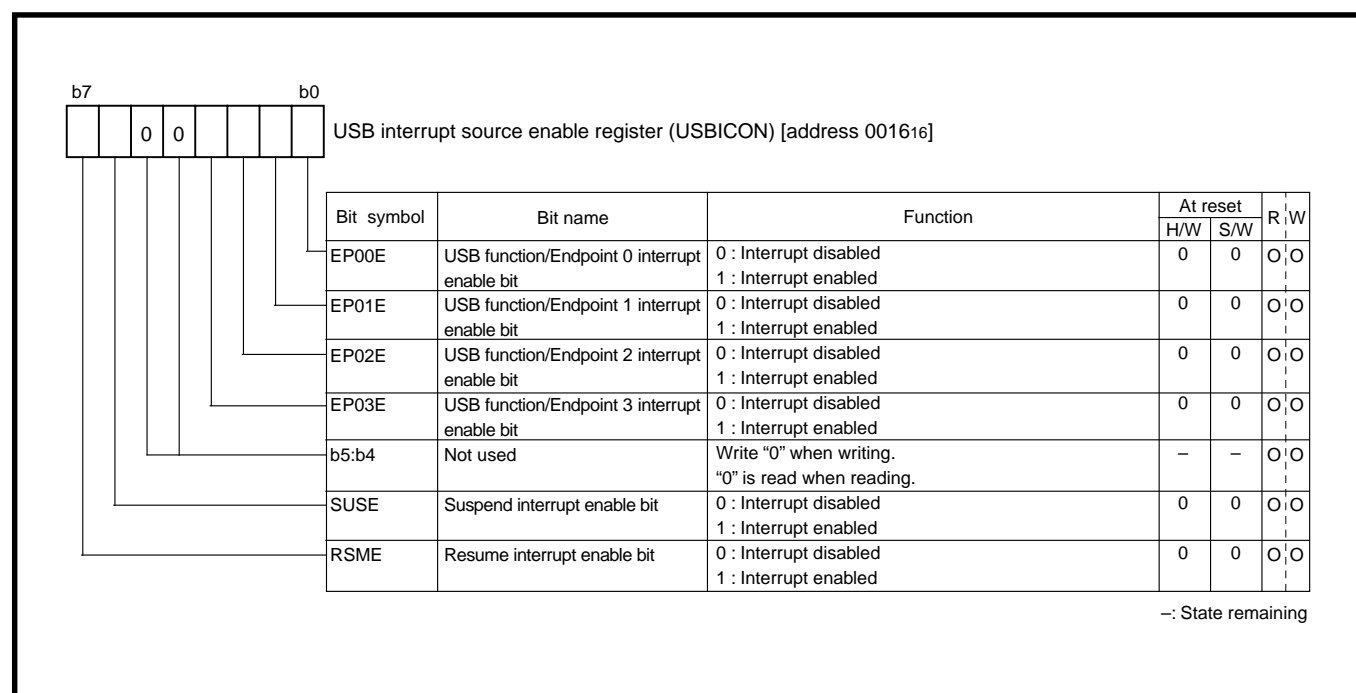 b7 b0
0 0
USB interrupt source enable register (USBICON) [address 001616]
Bit symbol Bit name Function At reset R W
H/W S/W
EP00E USB function/Endpoint 0 interrupt 0 : Interrupt disabled 0 0 O O
enable bit 1 : Interrupt enabled
EP01E USB function/Endpoint 1 interrupt 0 : Interrupt disabled 0 0 O O
enable bit 1 : Interrupt enabled
EP02E USB function/Endpoint 2 interrupt 0 : Interrupt disabled 0 0 O O
enable bit 1 : Interrupt enabled
EP03E USB function/Endpoint 3 interrupt 0 : Interrupt disabled 0 0 O O
enable bit 1 : Interrupt enabled
b5:b4 Not used Write “0” when writing. – – O O
“0” is read when reading.
SUSE Suspend interrupt enable bit 0 : Interrupt disabled 0 0 O O
1 : Interrupt enabled
RSME Resume interrupt enable bit 0 : Interrupt disabled 0 0 O O
1 : Interrupt enabled
–: State remaining